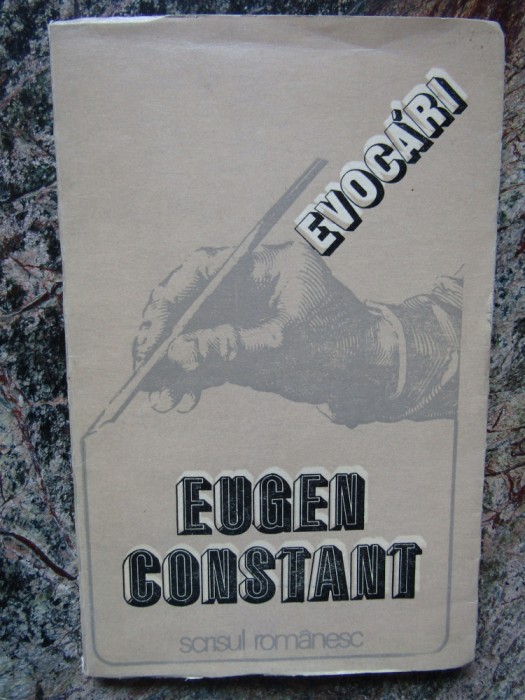 EVOCĂRI
EUGEN
CONSTANT
scrisul românesc